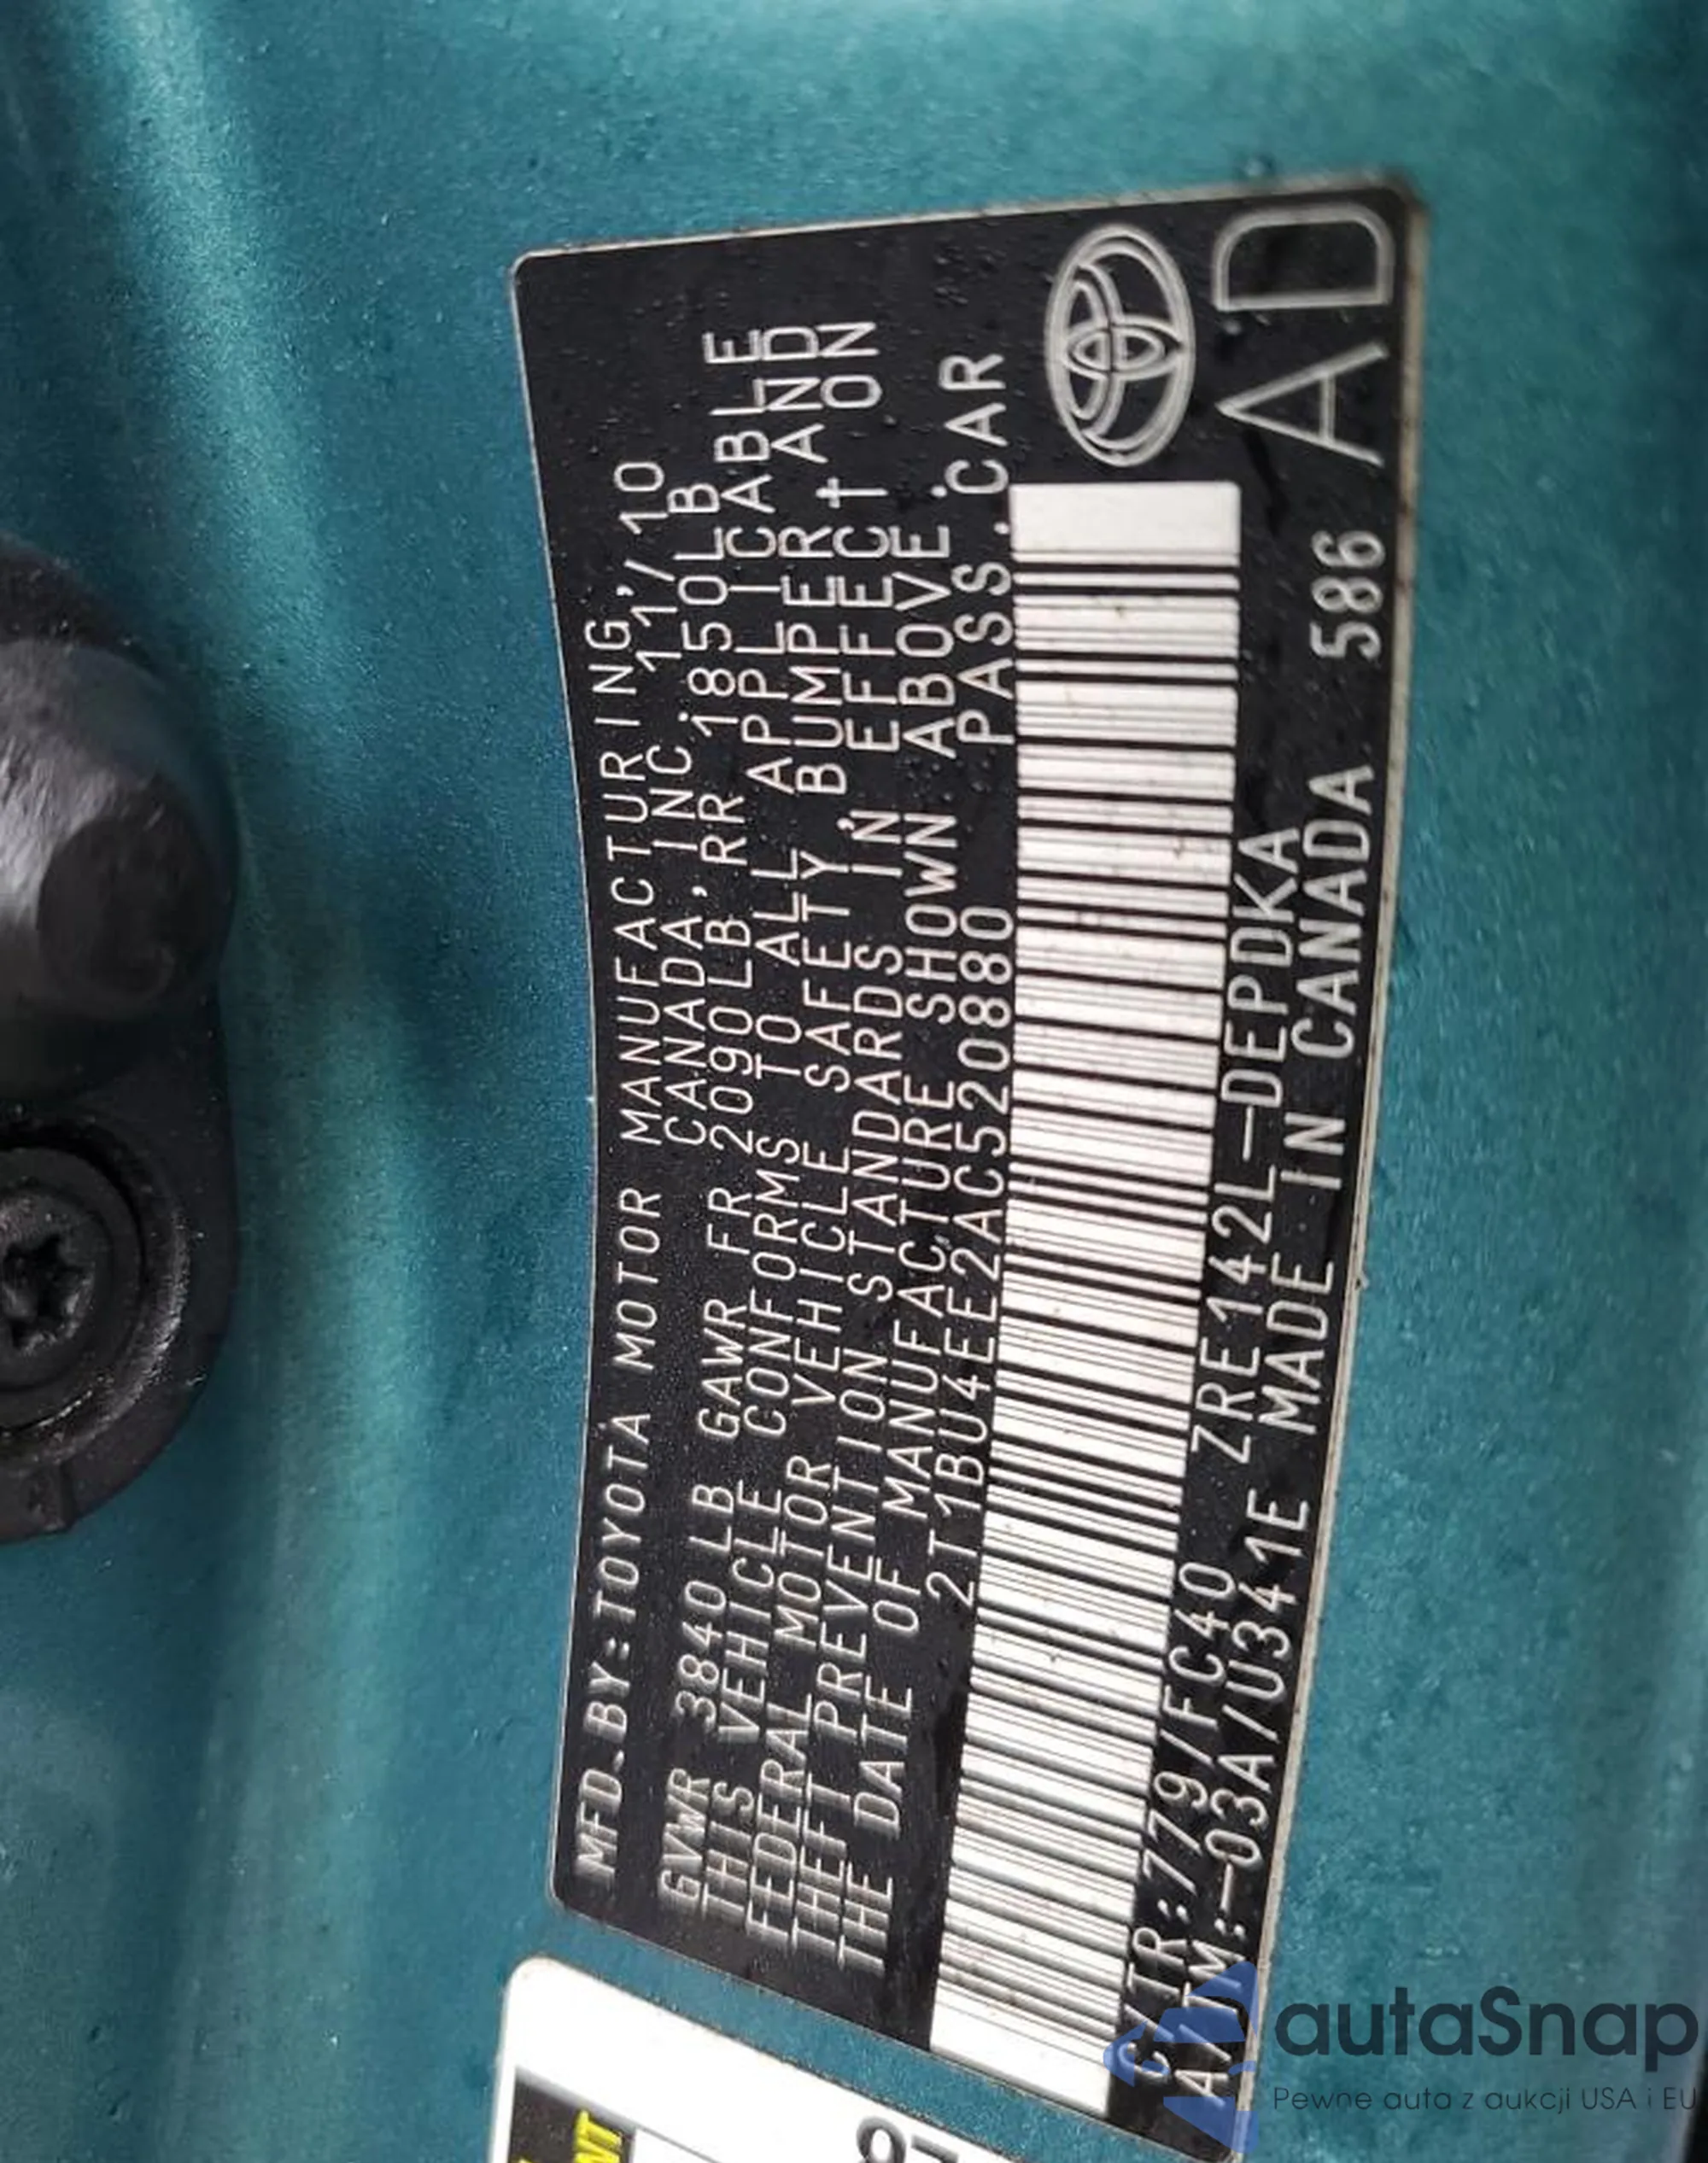 MFD.BY:TOYOTA MOTOR MANUFACTURING,
CANADA, INC. 11/10
GVWR 3840 LB GAWR FR 2090LB RR 1850LB
THIS VEHICLE CONFORMS TO ALL APPLICABLE
FEDERAL MOTOR VEHICLE SAFETY, BUMPER, AND
THEFT PREVENTION STANDARDS IN EFFECT ON
THE DATE OF MANUFACTURE SHOWN ABOVE.
2T1BU4EE2AC520880 PASS.CAR
C/TR:779/FC40 ZRE142L-DEPDKA
A/TM:-03A/U341E MADE IN CANADA 586
AD
autaSnap
Pewne auta z aukcji USA i EU